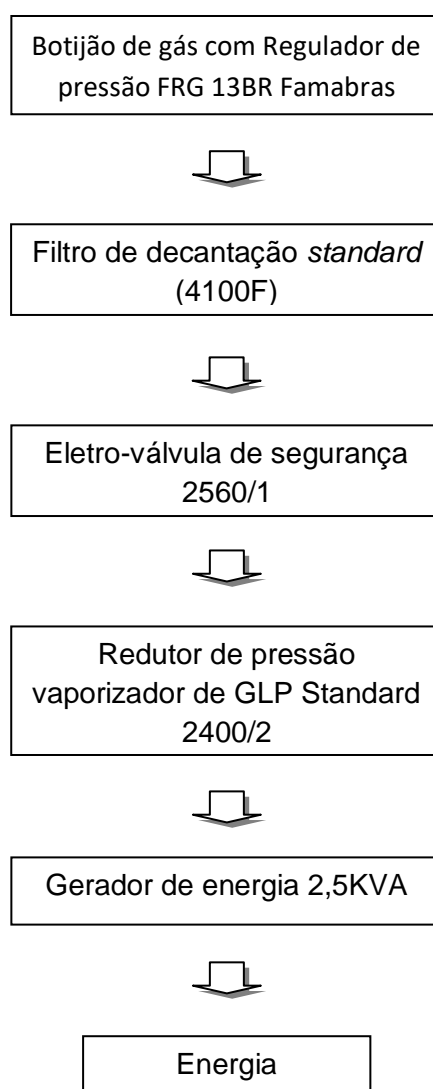 Botijão de gás com Regulador de
pressão FRG 13BR Famabras
Filtro de decantação standard
(4100F)
Eletro-válvula de segurança
2560/1
Redutor de pressão
vaporizador de GLP Standard
2400/2
Gerador de energia 2,5KVA
Energia